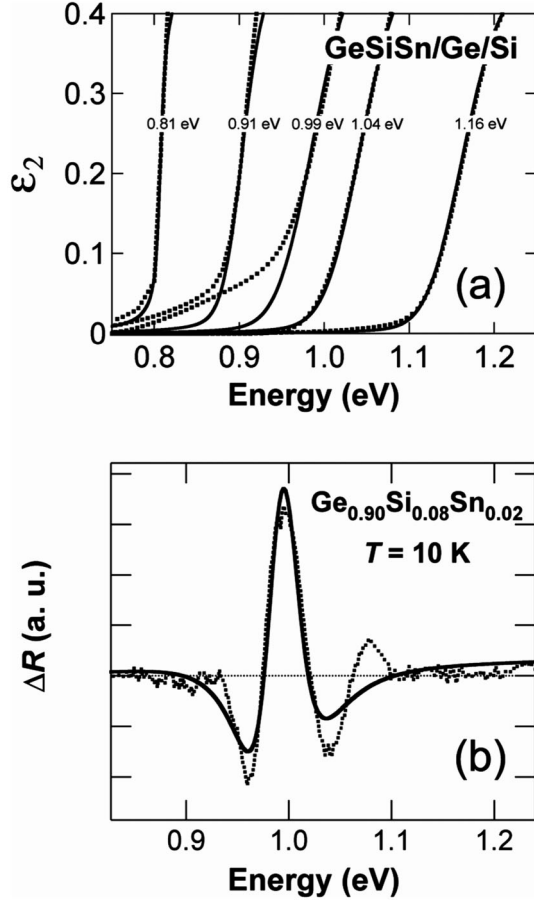 0.4
GeSiSn/Ge/Si
0.3
0.81 eV
0.91 eV
0.99 eV
1.04 eV
1.16 eV
ε₂
0.2
0.1
(a)
0
0.8 0.9 1.0 1.1 1.2
Energy (eV)
Ge₀.₉₀Si₀.₀₈Sn₀.₀₂
T = 10 K
ΔR (a. u.)
(b)
0.9 1.0 1.1 1.2
Energy (eV)